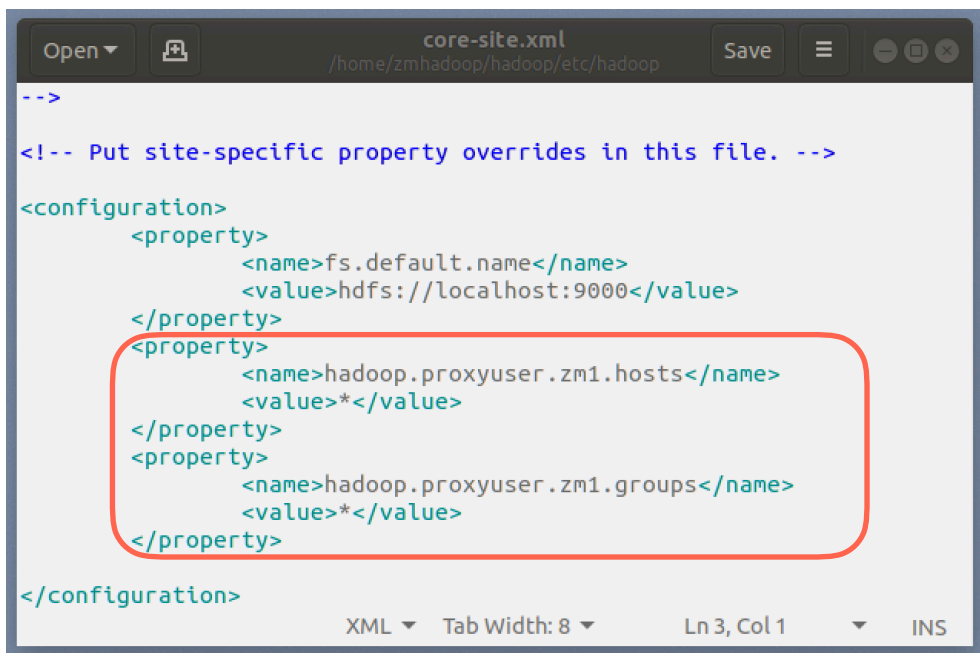 Open
core-site.xml
/home/zmhadoop/hadoop/etc/hadoop
Save
-->
<!-- Put site-specific property overrides in this file. -->
<configuration>
<property>
<name>fs.default.name</name>
<value>hdfs://localhost:9000</value>
</property>
<property>
<name>hadoop.proxyuser.zm1.hosts</name>
<value>*</value>
</property>
<property>
<name>hadoop.proxyuser.zm1.groups</name>
<value>*</value>
</property>
</configuration>
XML Tab Width: 8 Ln 3, Col 1 INS